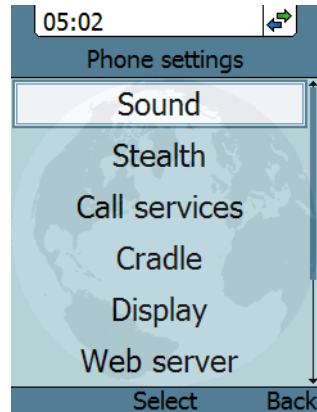 05:02
Phone settings
Sound
Stealth
Call services
Cradle
Display
Web server
Select Back